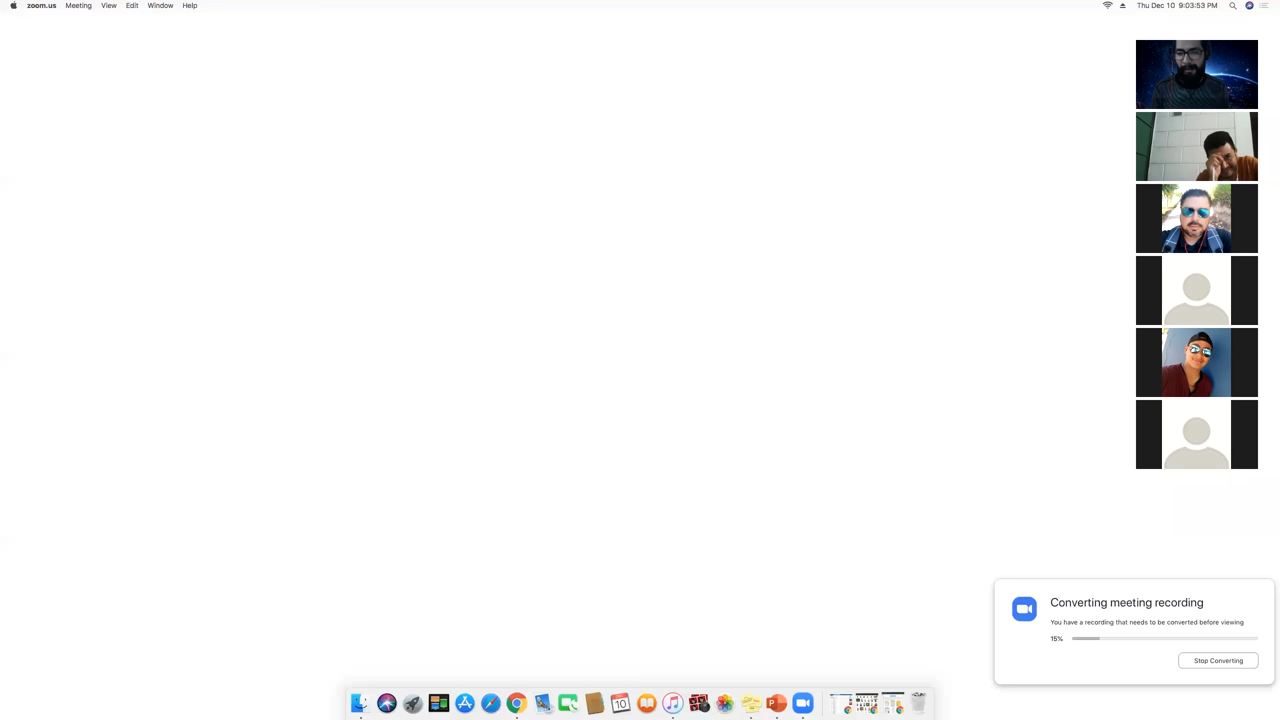 zoom.us Meeting View Edit Window Help Thu Dec 10 9:03:53 PM
Converting meeting recording
You have a recording that needs to be converted before viewing
15%
Stop Converting
10